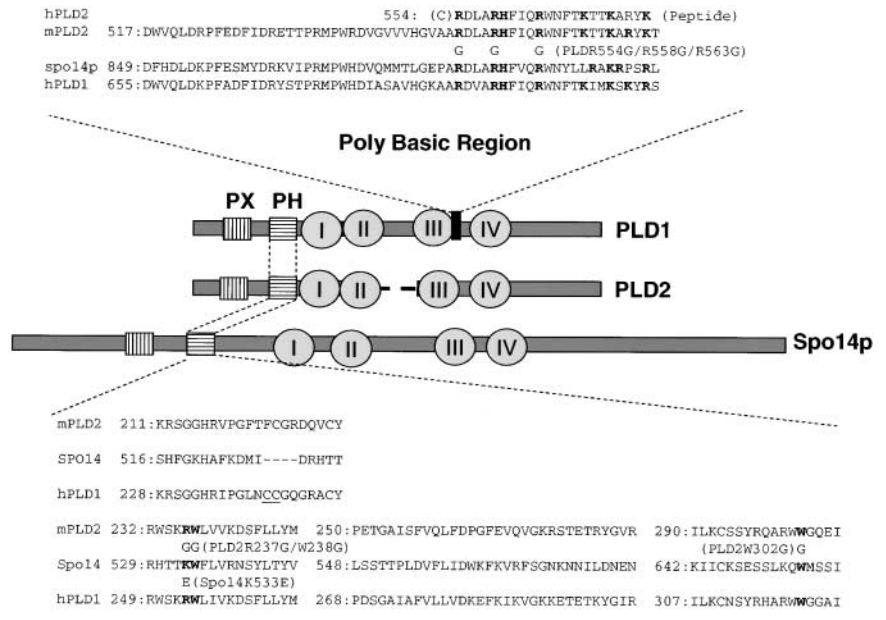 hPLD2 554: (C)RDLARHFIQRWNFTKTTKARYK (Peptide)
mPLD2 517:DWVQLDRPFEDFIDRETTPRMPWRDVGVVVHGVAARDLARHFIQRWNFTKTTKARYKT
G G G (PLDR554G/R558G/R563G)
spo14p 849:DFHDLDKPFESMYDRKVIPRMPWHDVQMMTLGEPARDLARHFVQRWNYLLRAKRPSRL
hPLD1 655:DWVQLDKPFADFIDRYSTPRMPWHDIASAVHGKAARDVARHFIQRWNFTKIMKSKYRS
Poly Basic Region
PX PH
I II III IV PLD1
I II III IV PLD2
I II III IV Spo14p
mPLD2 211:KRSGGHRVPGFTFCGRDQVCY
SPO14 516:SHFGKHAFKDMI----DRHTT
hPLD1 228:KRSGGHRIPGLNCCGQGRACY
mPLD2 232:RWSKRWLVVKDSFLLYM 250:PETGAISFVQLFDPGFEVQVGKRSTETRYGVR 290:ILKCSSYRQARWWGQEI
GG(PLD2R237G/W238G) (PLD2W302G)G
Spo14 529:RHTTKWFLVRNSYLTYV 548:LSSTTPLDVFLIDWKFKVRFSGNKNNILDNEN 642:KIICKSESSLKQWMSSI
E(Spo14K533E)
hPLD1 249:RWSKRWLIVKDSFLLYM 268:PDSGAIAFVLLVDKEFKIKVGKKETETKYGIR 307:ILKCNSYRHARWWGGAI